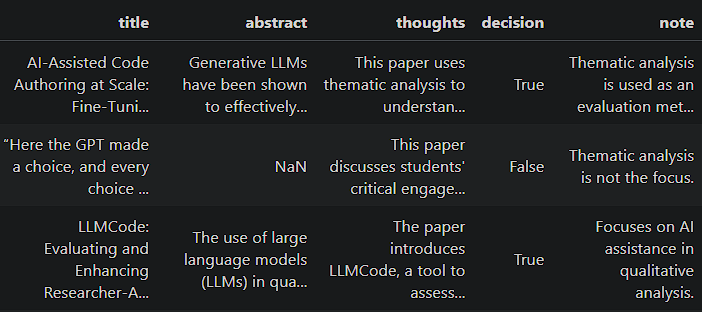 title abstract thoughts decision note
AI-Assisted Code Authoring at Scale: Fine-Tuni...
Generative LLMs have been shown to effectively...
This paper uses thematic analysis to understan...
True
Thematic analysis is used as an evaluation met...
“Here the GPT made a choice, and every choice ...
NaN
This paper discusses students' critical engage...
False
Thematic analysis is not the focus.
LLMCode: Evaluating and Enhancing Researcher-A...
The use of large language models (LLMs) in qua...
The paper introduces LLMCode, a tool to assess...
True
Focuses on AI assistance in qualitative analysis.